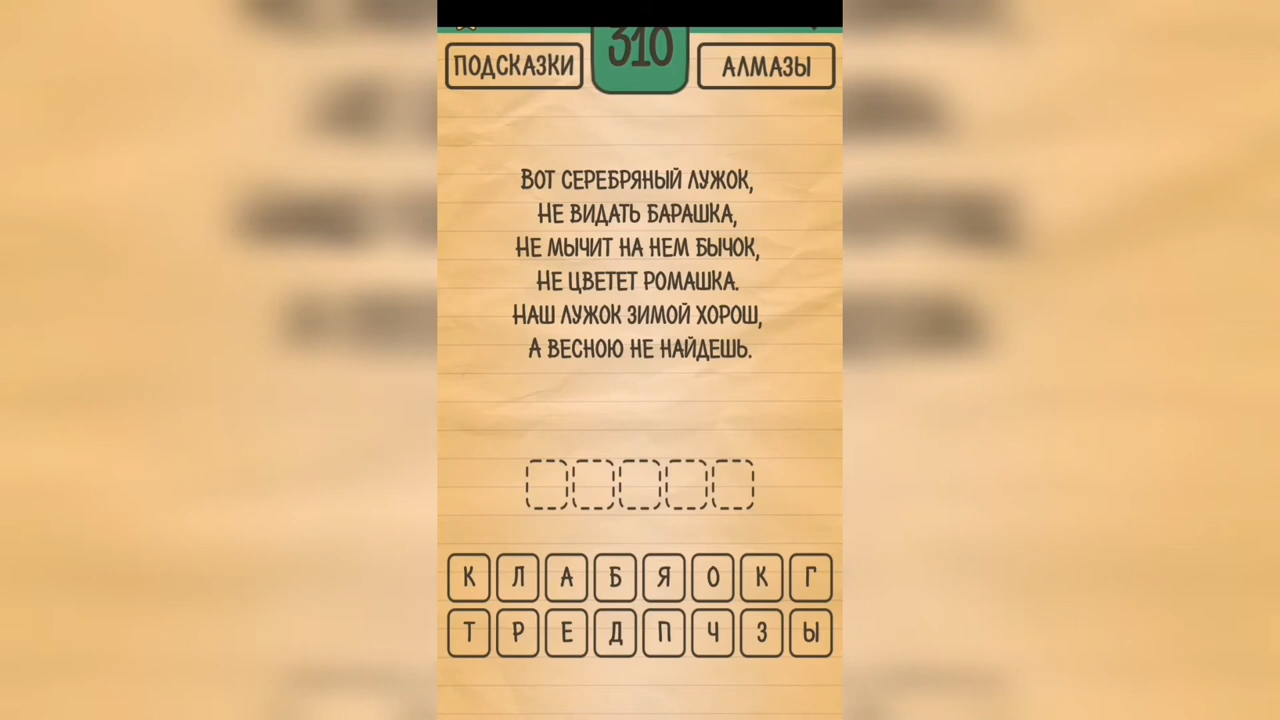 310
ПОДСКАЗКИ
АЛМАЗЫ
Вот серебряный лужок,
Не видать барашка,
Не мычит на нем бычок,
Не цветет ромашка.
Наш лужок зимой хорош,
А весною не найдешь.
К Л А Б Я О К Г
Т Р Е Д П Ч З Ы